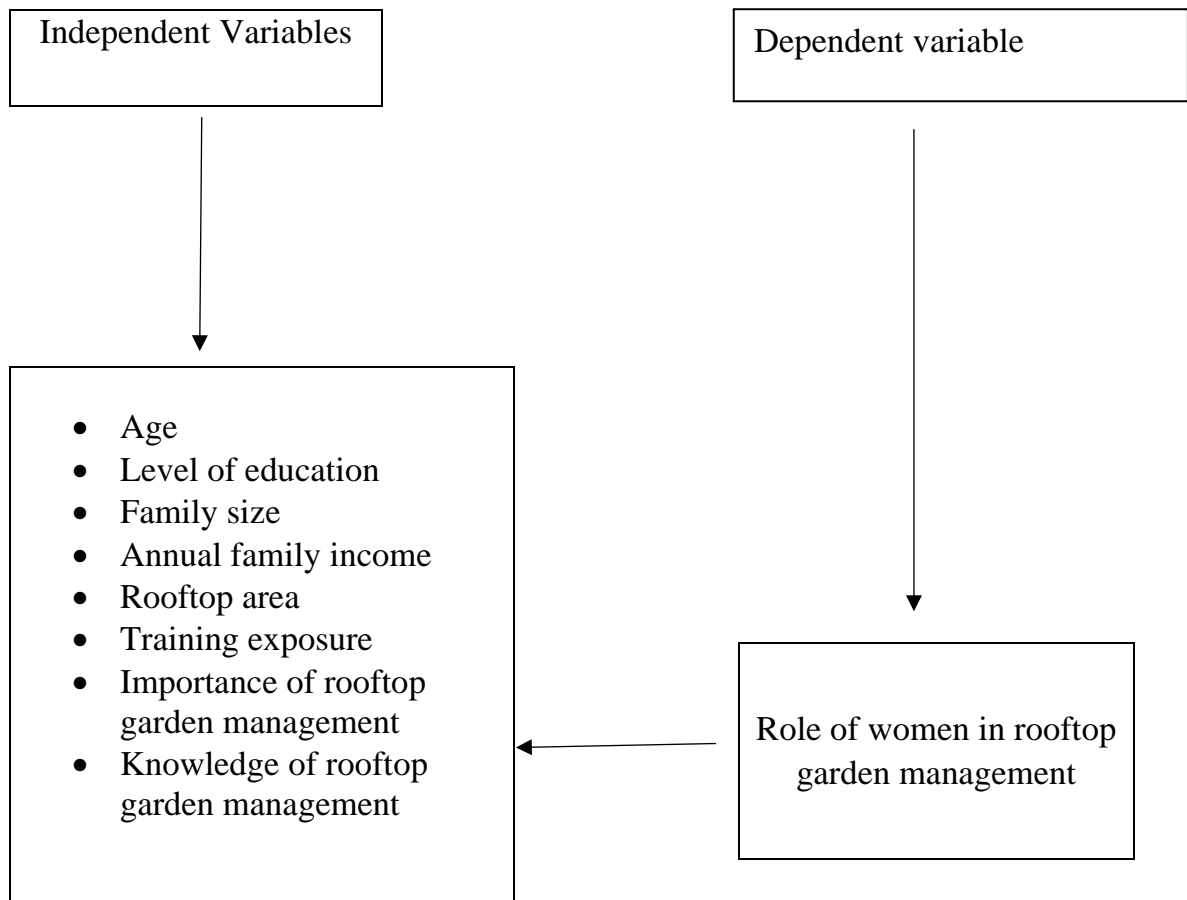 Independent Variables
Dependent variable
• Age
• Level of education
• Family size
• Annual family income
• Rooftop area
• Training exposure
• Importance of rooftop
garden management
• Knowledge of rooftop
garden management
Role of women in rooftop
garden management